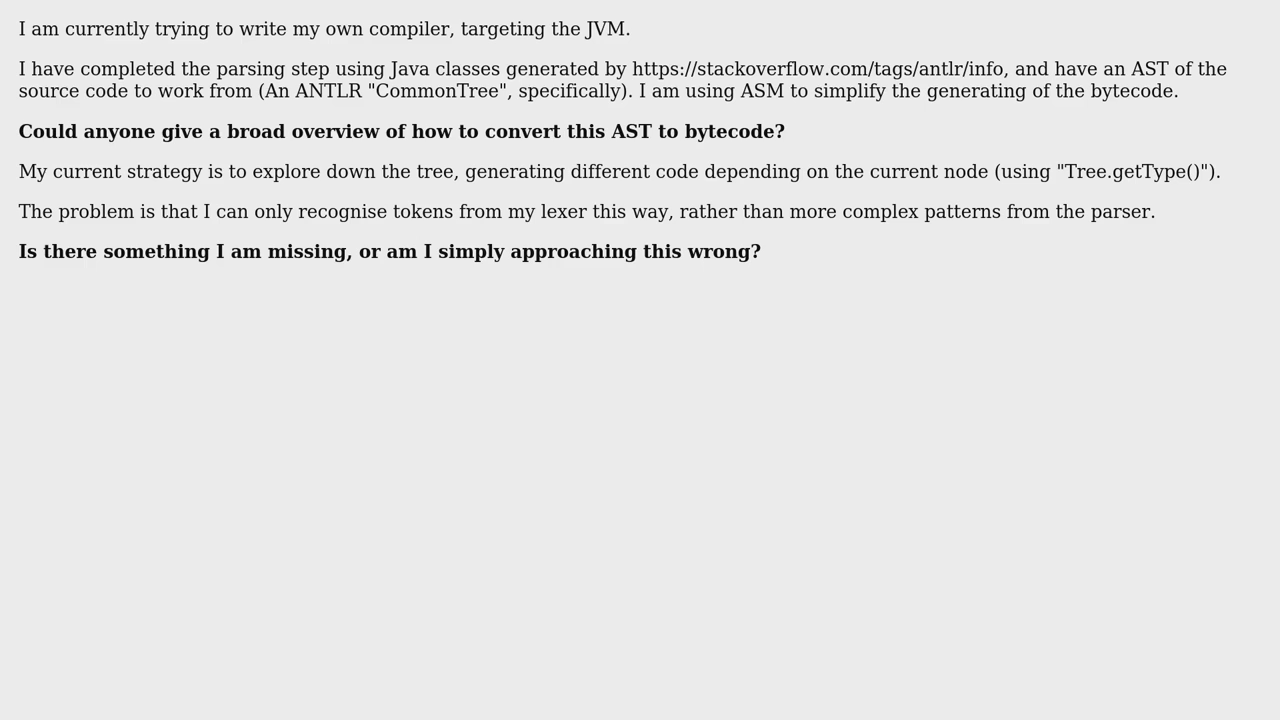 I am currently trying to write my own compiler, targeting the JVM.
I have completed the parsing step using Java classes generated by https://stackoverflow.com/tags/antlr/info, and have an AST of the
source code to work from (An ANTLR "CommonTree", specifically). I am using ASM to simplify the generating of the bytecode.
Could anyone give a broad overview of how to convert this AST to bytecode?
My current strategy is to explore down the tree, generating different code depending on the current node (using "Tree.getType()").
The problem is that I can only recognise tokens from my lexer this way, rather than more complex patterns from the parser.
Is there something I am missing, or am I simply approaching this wrong?